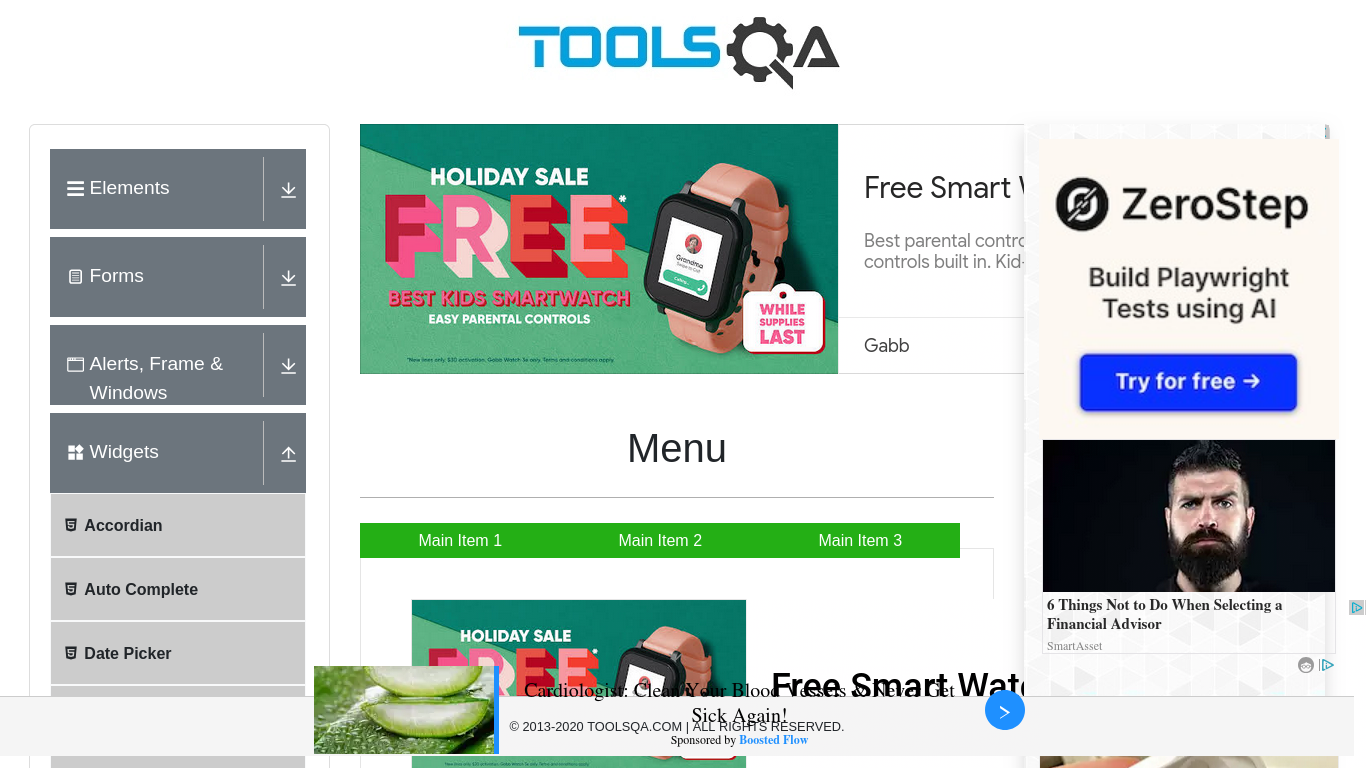 TOOLSQA
Elements
Forms
Alerts, Frame &
Windows
Widgets
Accordian
Auto Complete
Date Picker
HOLIDAY SALE
FREE*
BEST KIDS SMARTWATCH
EASY PARENTAL CONTROLS
*New lines only. $30 activation. Gabb Watch 3e only. Terms and conditions apply.
Grandma
WHILE
SUPPLIES
LAST
Free Smart W
Best parental contro
controls built in. Kid-
Gabb
Menu
Main Item 1
Main Item 2
Main Item 3
HOLIDAY SALE
FREE*
Free Smart Watc
ZeroStep
Build Playwright
Tests using AI
Try for free →
6 Things Not to Do When Selecting a
Financial Advisor
SmartAsset
Cardiologist: Clean Your Blood Vessels & Never Get
Sick Again!
© 2013-2020 TOOLSQA.COM | ALL RIGHTS RESERVED.
Sponsored by Boosted Flow